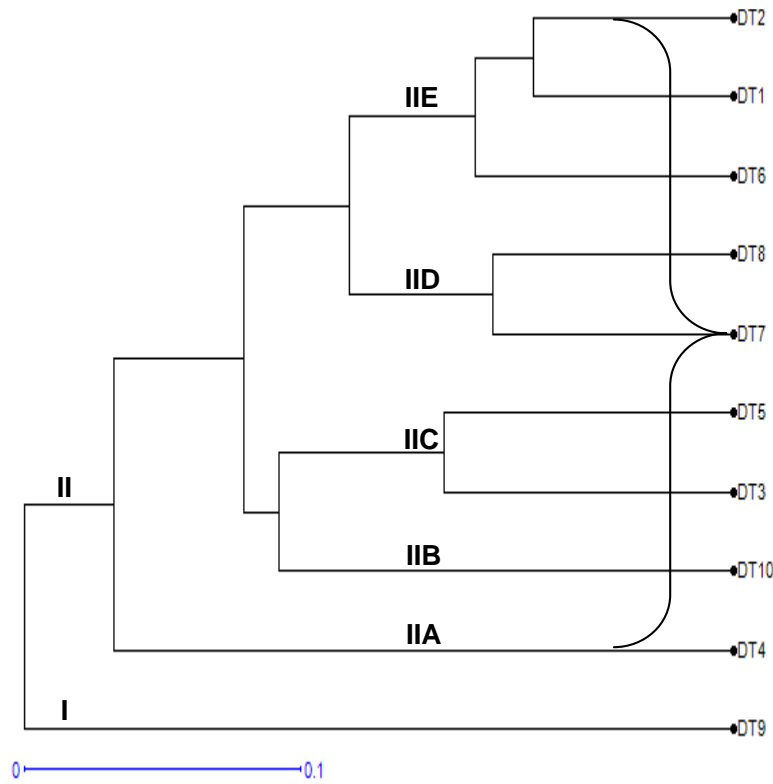 DT2
IIE
DT1
DT6
DT8
IID
DT7
DT5
IIC
DT3
II
IIB
DT10
IIA
DT4
I
DT9
0 0.1